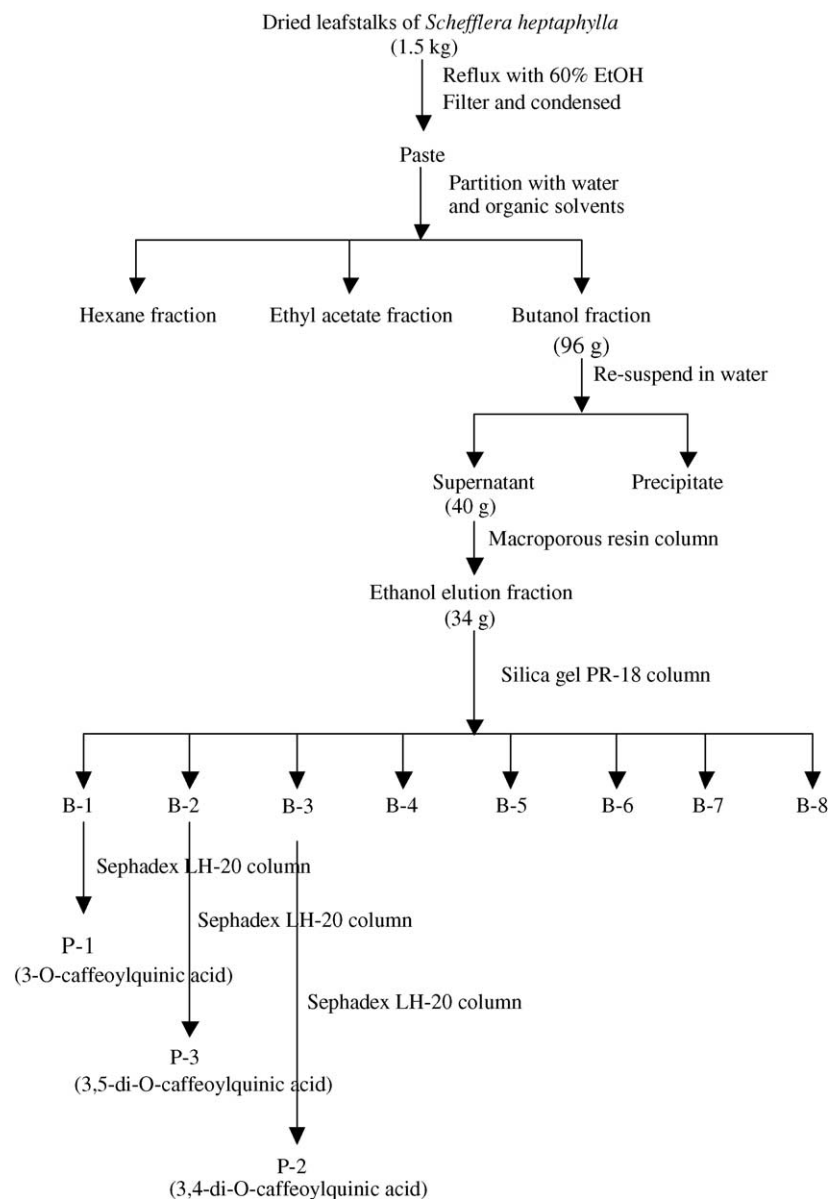 Dried leafstalks of Schefflera heptaphylla
(1.5 kg)
Reflux with 60% EtOH
Filter and condensed
Paste
Partition with water
and organic solvents
Hexane fraction
Ethyl acetate fraction
Butanol fraction
(96 g)
Re-suspend in water
Supernatant
(40 g)
Precipitate
Macroporous resin column
Ethanol elution fraction
(34 g)
Silica gel PR-18 column
B-1
B-2
B-3
B-4
B-5
B-6
B-7
B-8
Sephadex LH-20 column
Sephadex LH-20 column
P-1
(3-O-caffeoylquinic acid)
Sephadex LH-20 column
P-3
(3,5-di-O-caffeoylquinic acid)
P-2
(3,4-di-O-caffeoylquinic acid)